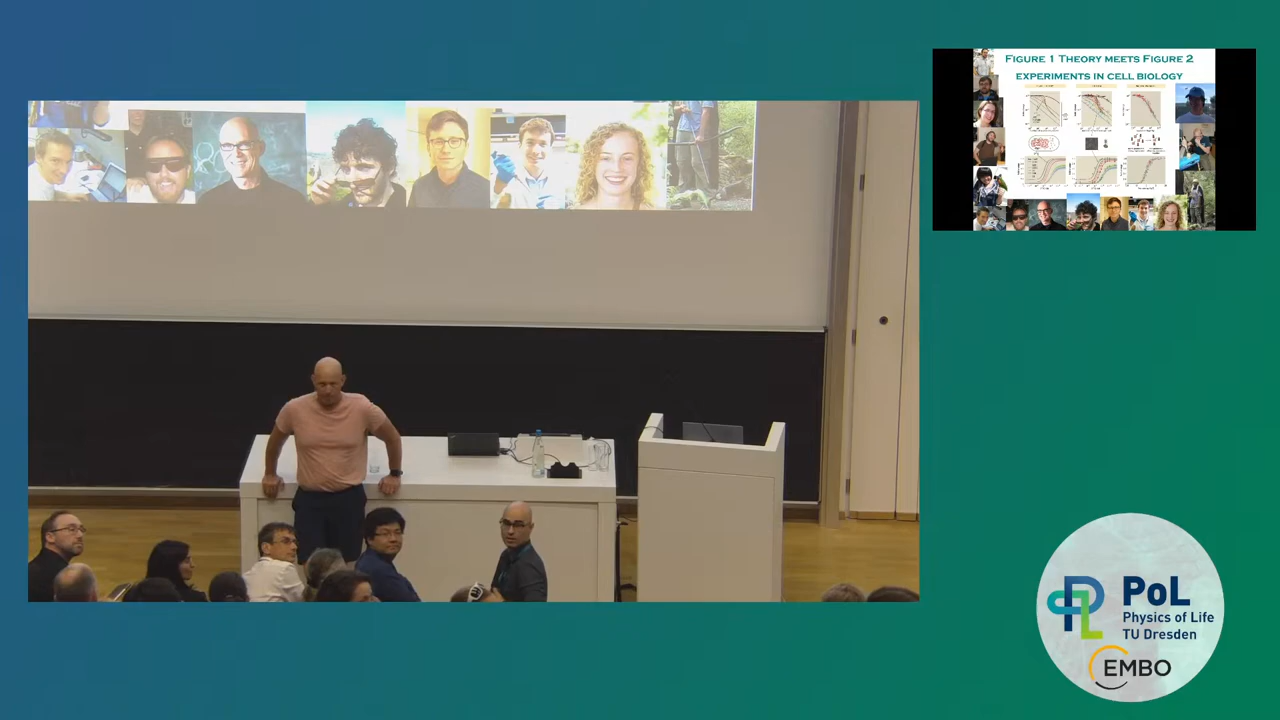 FIGURE 1 THEORY MEETS FIGURE 2
EXPERIMENTS IN CELL BIOLOGY
PoL
Physics of Life
TU Dresden
EMBO